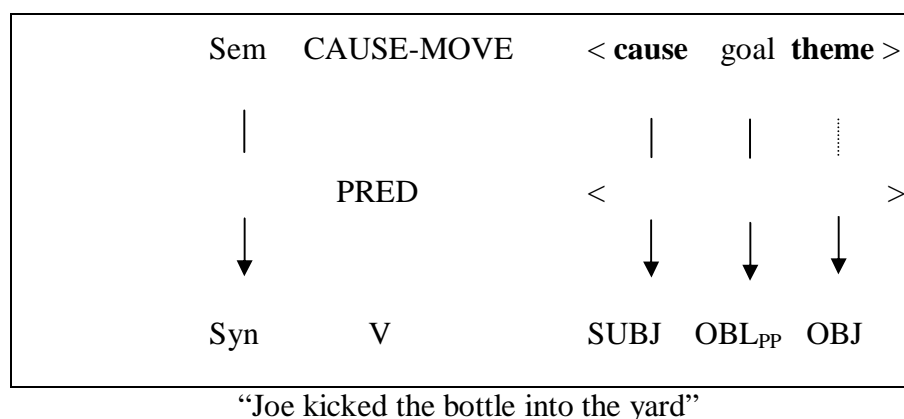 Sem CAUSE-MOVE < cause goal theme >
PRED < >
Syn V SUBJ OBLPP OBJ
“Joe kicked the bottle into the yard”